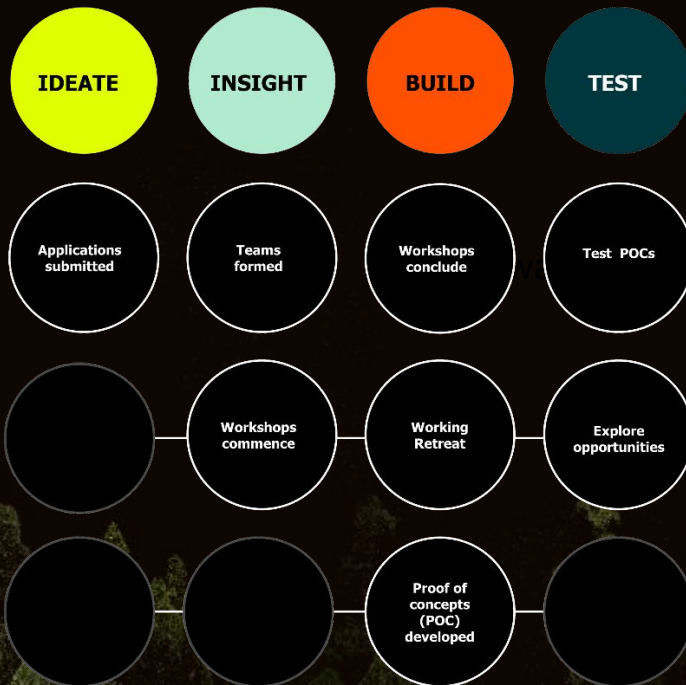 IDEATE
INSIGHT
BUILD
TEST
Applications
submitted
Teams
formed
Workshops
conclude
Test POCs
Workshops
commence
Working
Retreat
Explore
opportunities
Proof of
concepts
(POC)
developed